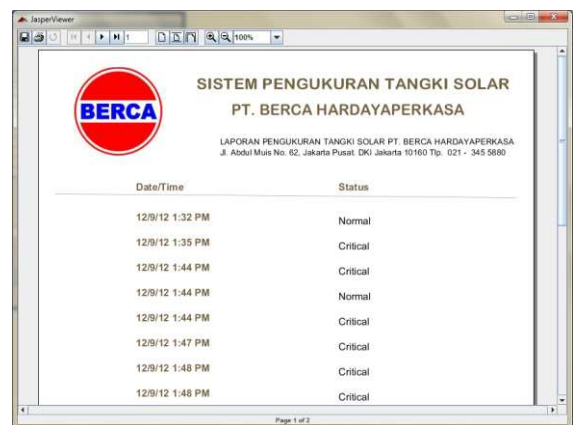 JasperViewer
1
100%
BERCA
SISTEM PENGUKURAN TANGKI SOLAR
PT. BERCA HARDAYAPERKASA
LAPORAN PENGUKURAN TANGKI SOLAR PT. BERCA HARDAYAPERKASA
Jl. Abdul Muis No. 62, Jakarta Pusat. DKI Jakarta 10160 Tlp. 021 - 345 5880
Date/Time Status
12/9/12 1:32 PM Normal
12/9/12 1:35 PM Critical
12/9/12 1:44 PM Critical
12/9/12 1:44 PM Normal
12/9/12 1:44 PM Critical
12/9/12 1:47 PM Critical
12/9/12 1:48 PM Critical
12/9/12 1:48 PM Critical
Page 1 of 2